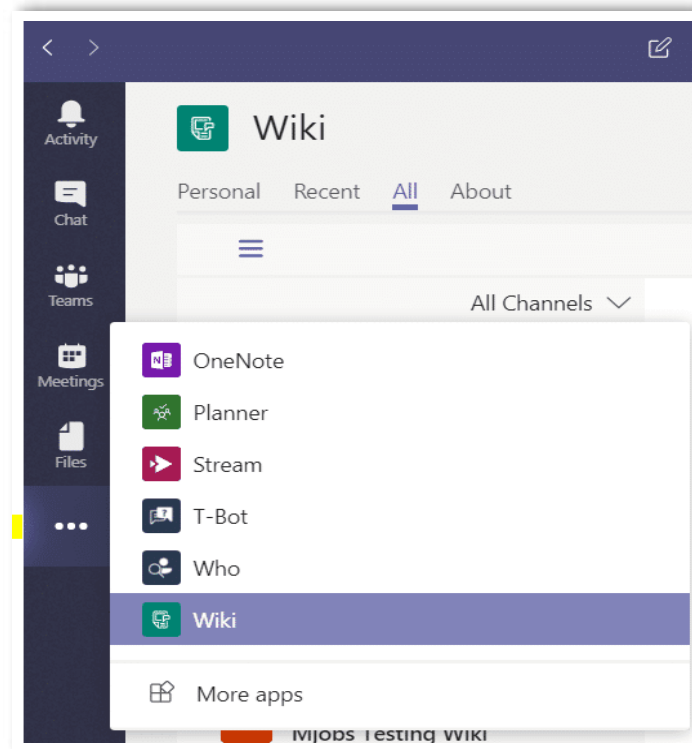 Wiki
Activity
Personal Recent All About
Chat
All Channels
Teams
Meetings
Files
OneNote
Planner
Stream
T-Bot
Who
Wiki
More apps
Mjobs Testing Wiki